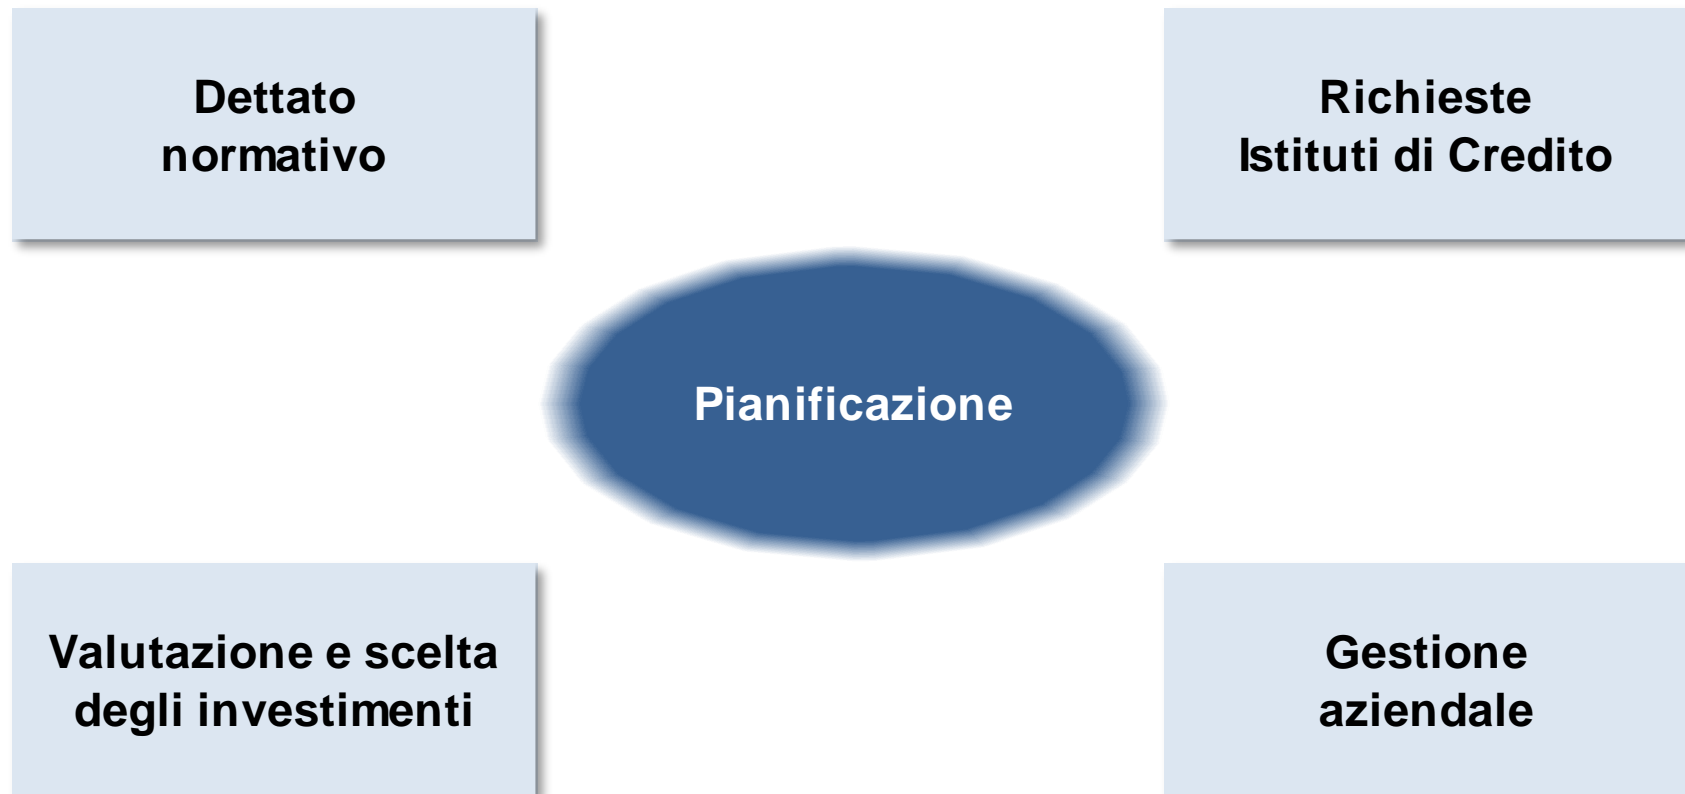 Dettato
normativo
Richieste
Istituti di Credito
Pianificazione
Valutazione e scelta
degli investimenti
Gestione
aziendale